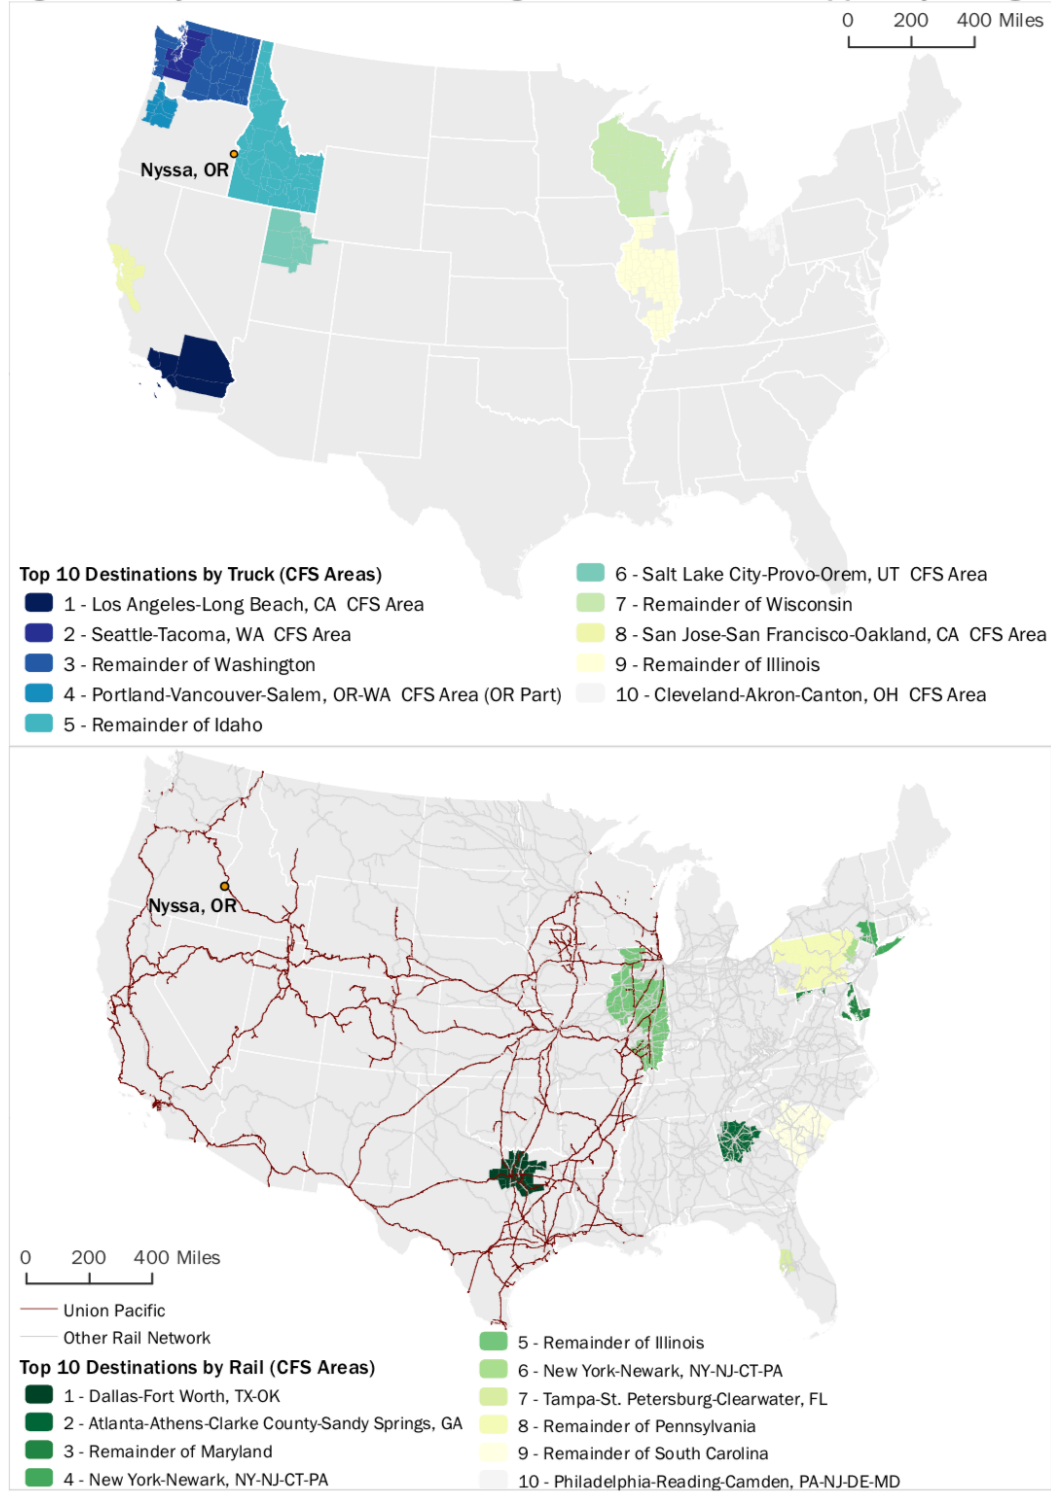 0 200 400 Miles
Nyssa, OR
Top 10 Destinations by Truck (CFS Areas)
1 - Los Angeles-Long Beach, CA CFS Area
2 - Seattle-Tacoma, WA CFS Area
3 - Remainder of Washington
4 - Portland-Vancouver-Salem, OR-WA CFS Area (OR Part)
5 - Remainder of Idaho
6 - Salt Lake City-Provo-Orem, UT CFS Area
7 - Remainder of Wisconsin
8 - San Jose-San Francisco-Oakland, CA CFS Area
9 - Remainder of Illinois
10 - Cleveland-Akron-Canton, OH CFS Area
Nyssa, OR
0 200 400 Miles
Union Pacific
Other Rail Network
Top 10 Destinations by Rail (CFS Areas)
1 - Dallas-Fort Worth, TX-OK
2 - Atlanta-Athens-Clarke County-Sandy Springs, GA
3 - Remainder of Maryland
4 - New York-Newark, NY-NJ-CT-PA
5 - Remainder of Illinois
6 - New York-Newark, NY-NJ-CT-PA
7 - Tampa-St. Petersburg-Clearwater, FL
8 - Remainder of Pennsylvania
9 - Remainder of South Carolina
10 - Philadelphia-Reading-Camden, PA-NJ-DE-MD